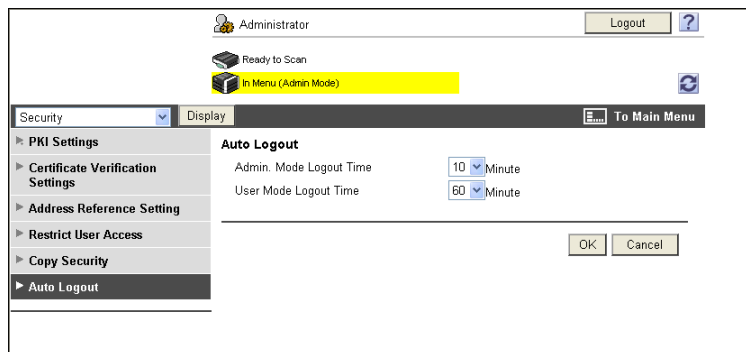 Administrator
Logout
?
Ready to Scan
In Menu (Admin Mode)
Security
Display
To Main Menu
PKI Settings
Certificate Verification
Settings
Address Reference Setting
Restrict User Access
Copy Security
Auto Logout
Auto Logout
Admin. Mode Logout Time
10
Minute
User Mode Logout Time
60
Minute
OK
Cancel